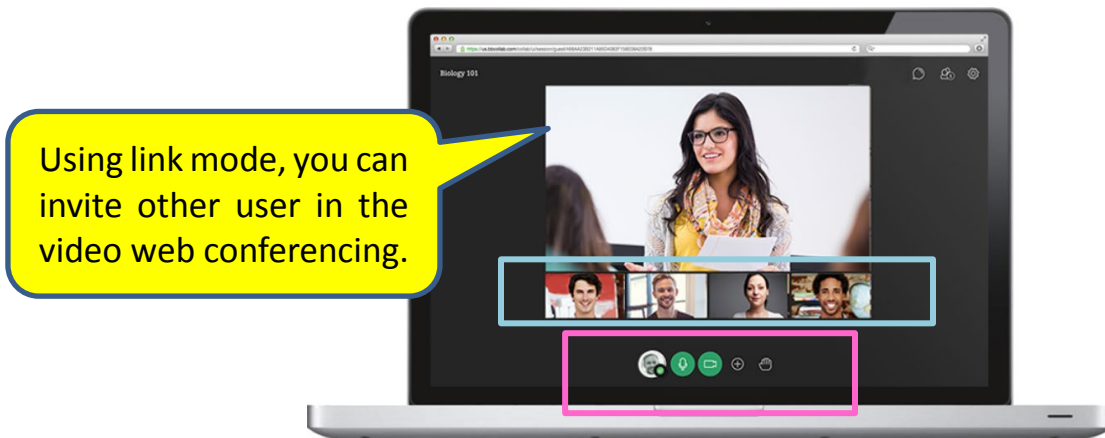 Biology 101
Using link mode, you can
invite other user in the
video web conferencing.